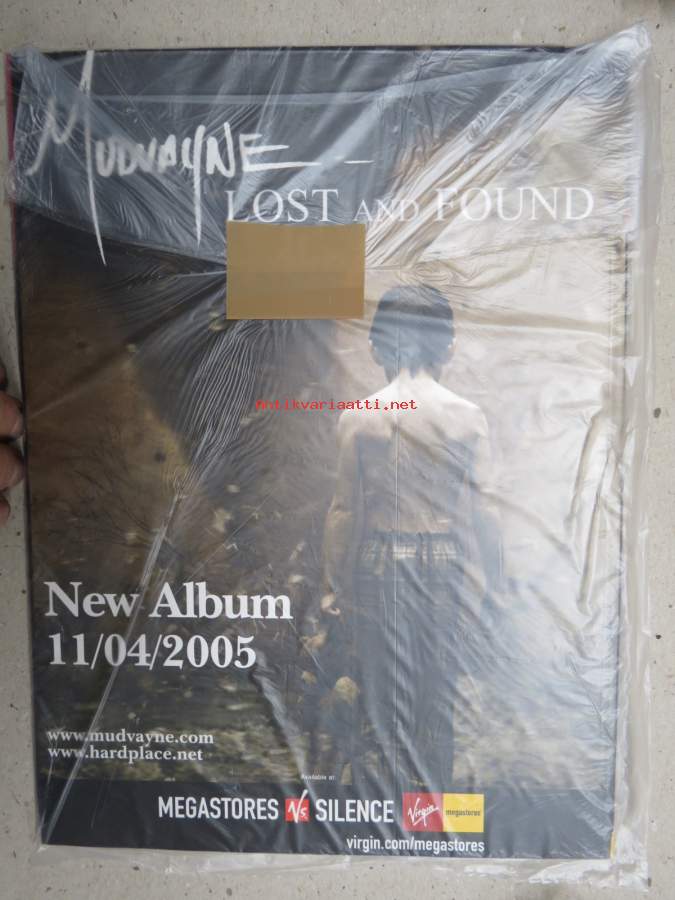 MUDVAYNE
LOST AND FOUND
Antikvariaatti.net
New Album
11/04/2005
www.mudvayne.com
www.hardplace.net
Available at:
MEGASTORES Vs SILENCE Virgin megastores
virgin.com/megastores